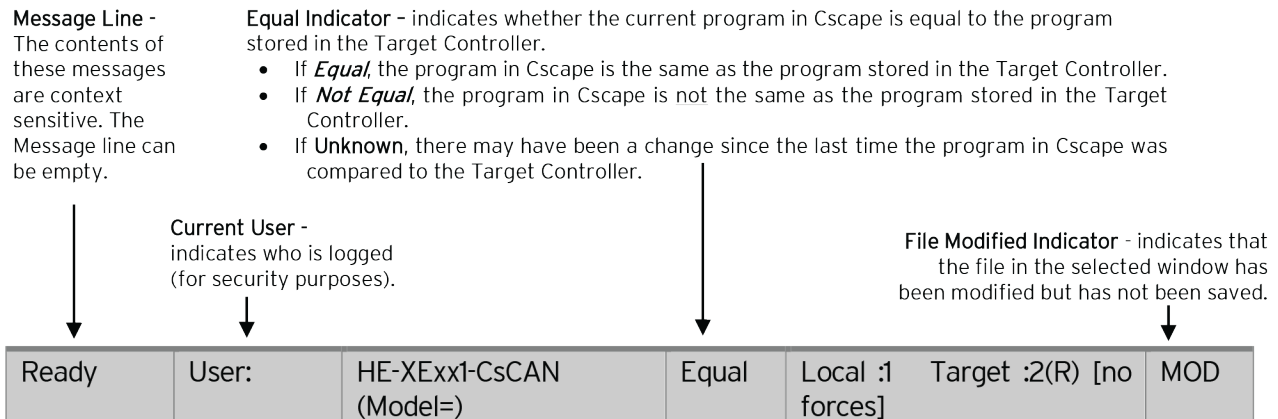 Message Line -
The contents of
these messages
are context
sensitive. The
Message line can
be empty.
Equal Indicator – indicates whether the current program in Cscape is equal to the program
stored in the Target Controller.
• If Equal, the program in Cscape is the same as the program stored in the Target Controller.
• If Not Equal, the program in Cscape is not the same as the program stored in the Target
Controller.
• If Unknown, there may have been a change since the last time the program in Cscape was
compared to the Target Controller.
Current User -
indicates who is logged
(for security purposes).
File Modified Indicator - indicates that
the file in the selected window has
been modified but has not been saved.
Ready User: HE-XExx1-CsCAN Equal Local :1 Target :2(R) [no MOD
(Model=) forces]